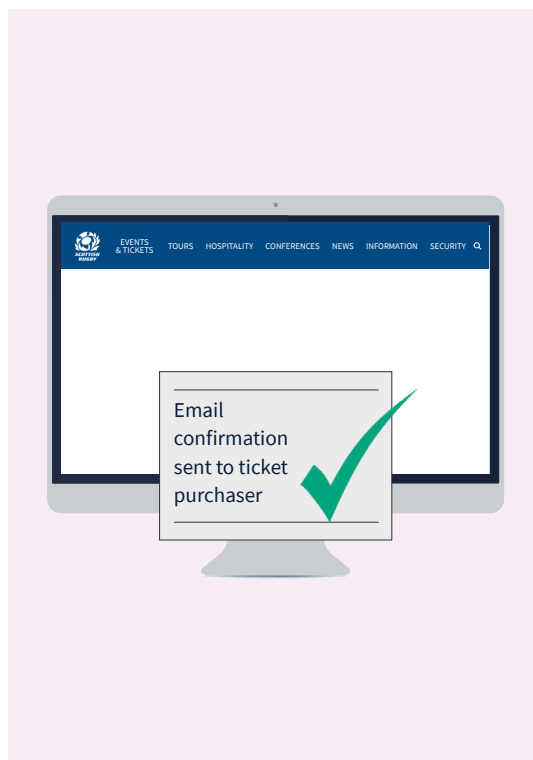 SCOTTISH
RUGBY
EVENTS
& TICKETS
TOURS
HOSPITALITY
CONFERENCES
NEWS
INFORMATION
SECURITY
Email
confirmation
sent to ticket
purchaser